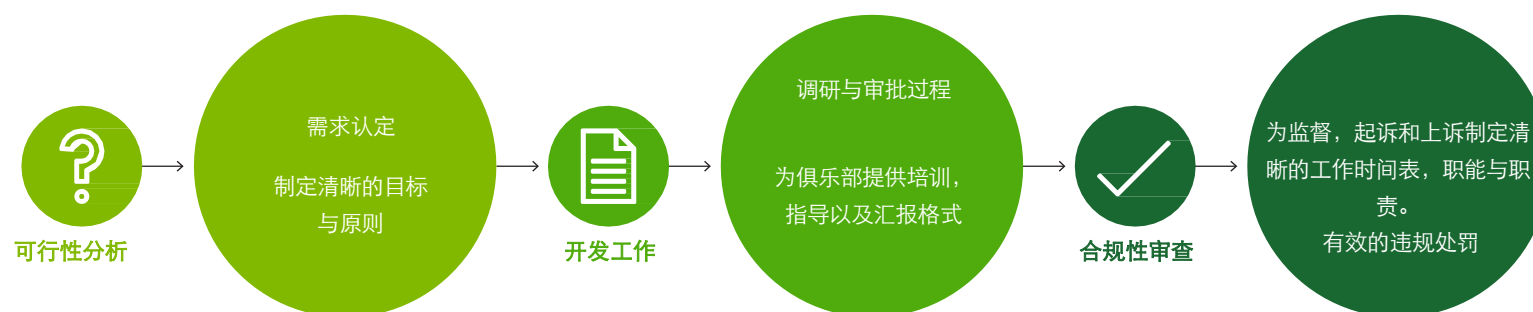 可行性分析
需求认定
制定清晰的目标
与原则
开发工作
调研与审批过程
为俱乐部提供培训，
指导以及汇报格式
合规性审查
为监督，起诉和上诉制定清
晰的工作时间表，职能与职
责。
有效的违规处罚